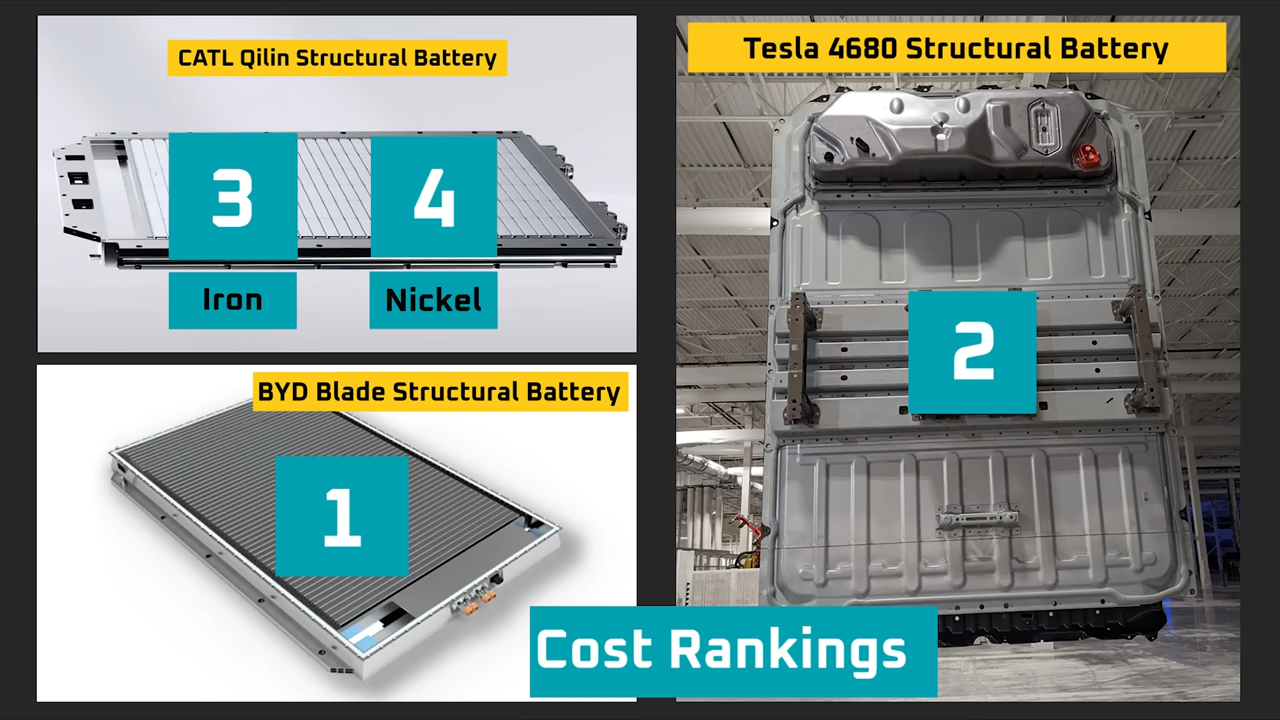 CATL Qilin Structural Battery
3
4
Iron
Nickel
Tesla 4680 Structural Battery
2
BYD Blade Structural Battery
1
Cost Rankings